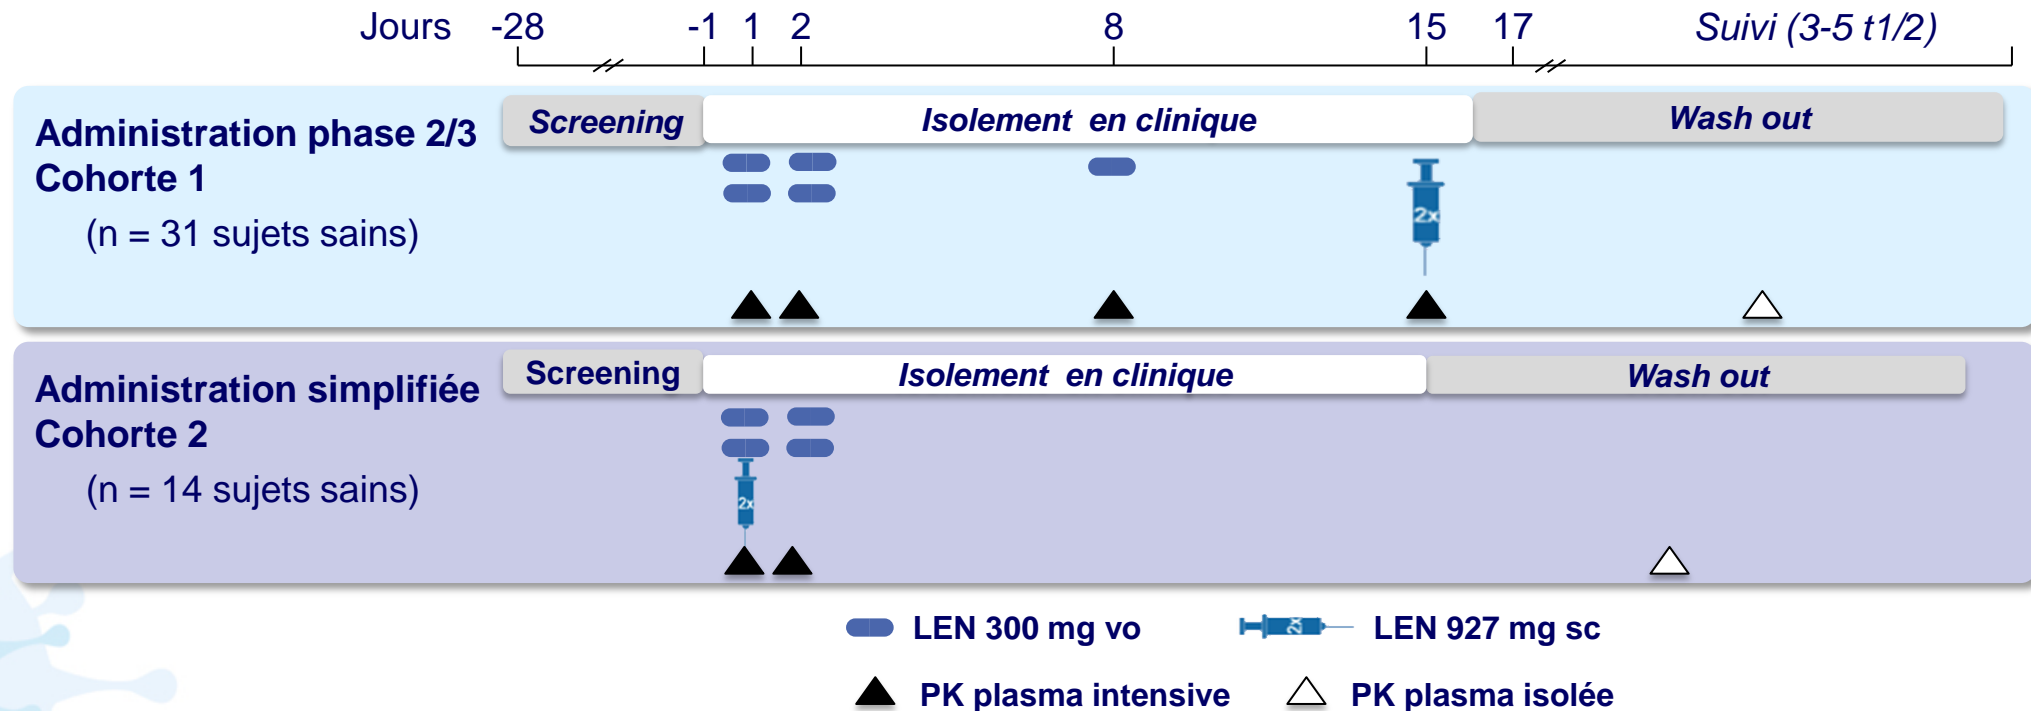 Jours -28 -1 1 2 8 15 17 Suivi (3-5 t1/2)
Screening Isolement en clinique Wash out
Administration phase 2/3
Cohorte 1
(n = 31 sujets sains)
2x
Screening Isolement en clinique Wash out
Administration simplifiée
Cohorte 2
(n = 14 sujets sains)
2x
LEN 300 mg vo 2x LEN 927 mg sc
PK plasma intensive PK plasma isolée